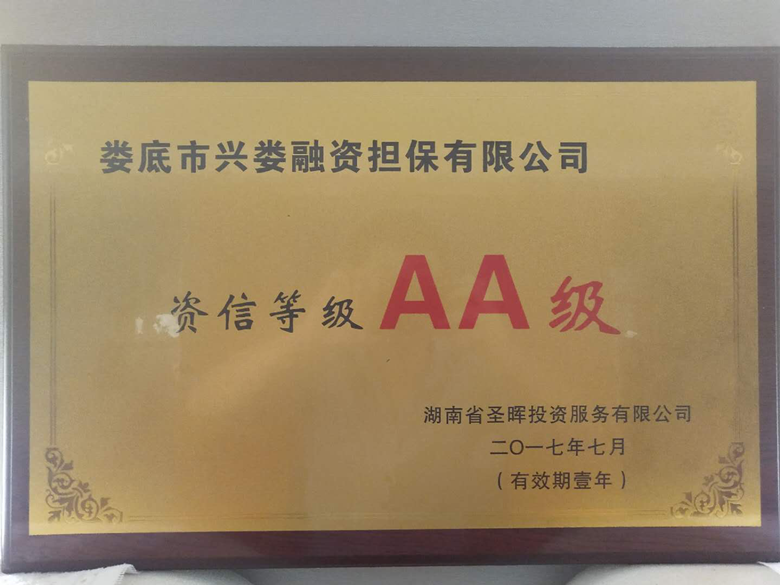 娄底市兴娄融资担保有限公司
资信等级AA级
湖南省圣晖投资服务有限公司
二〇一七年七月
（有效期壹年）